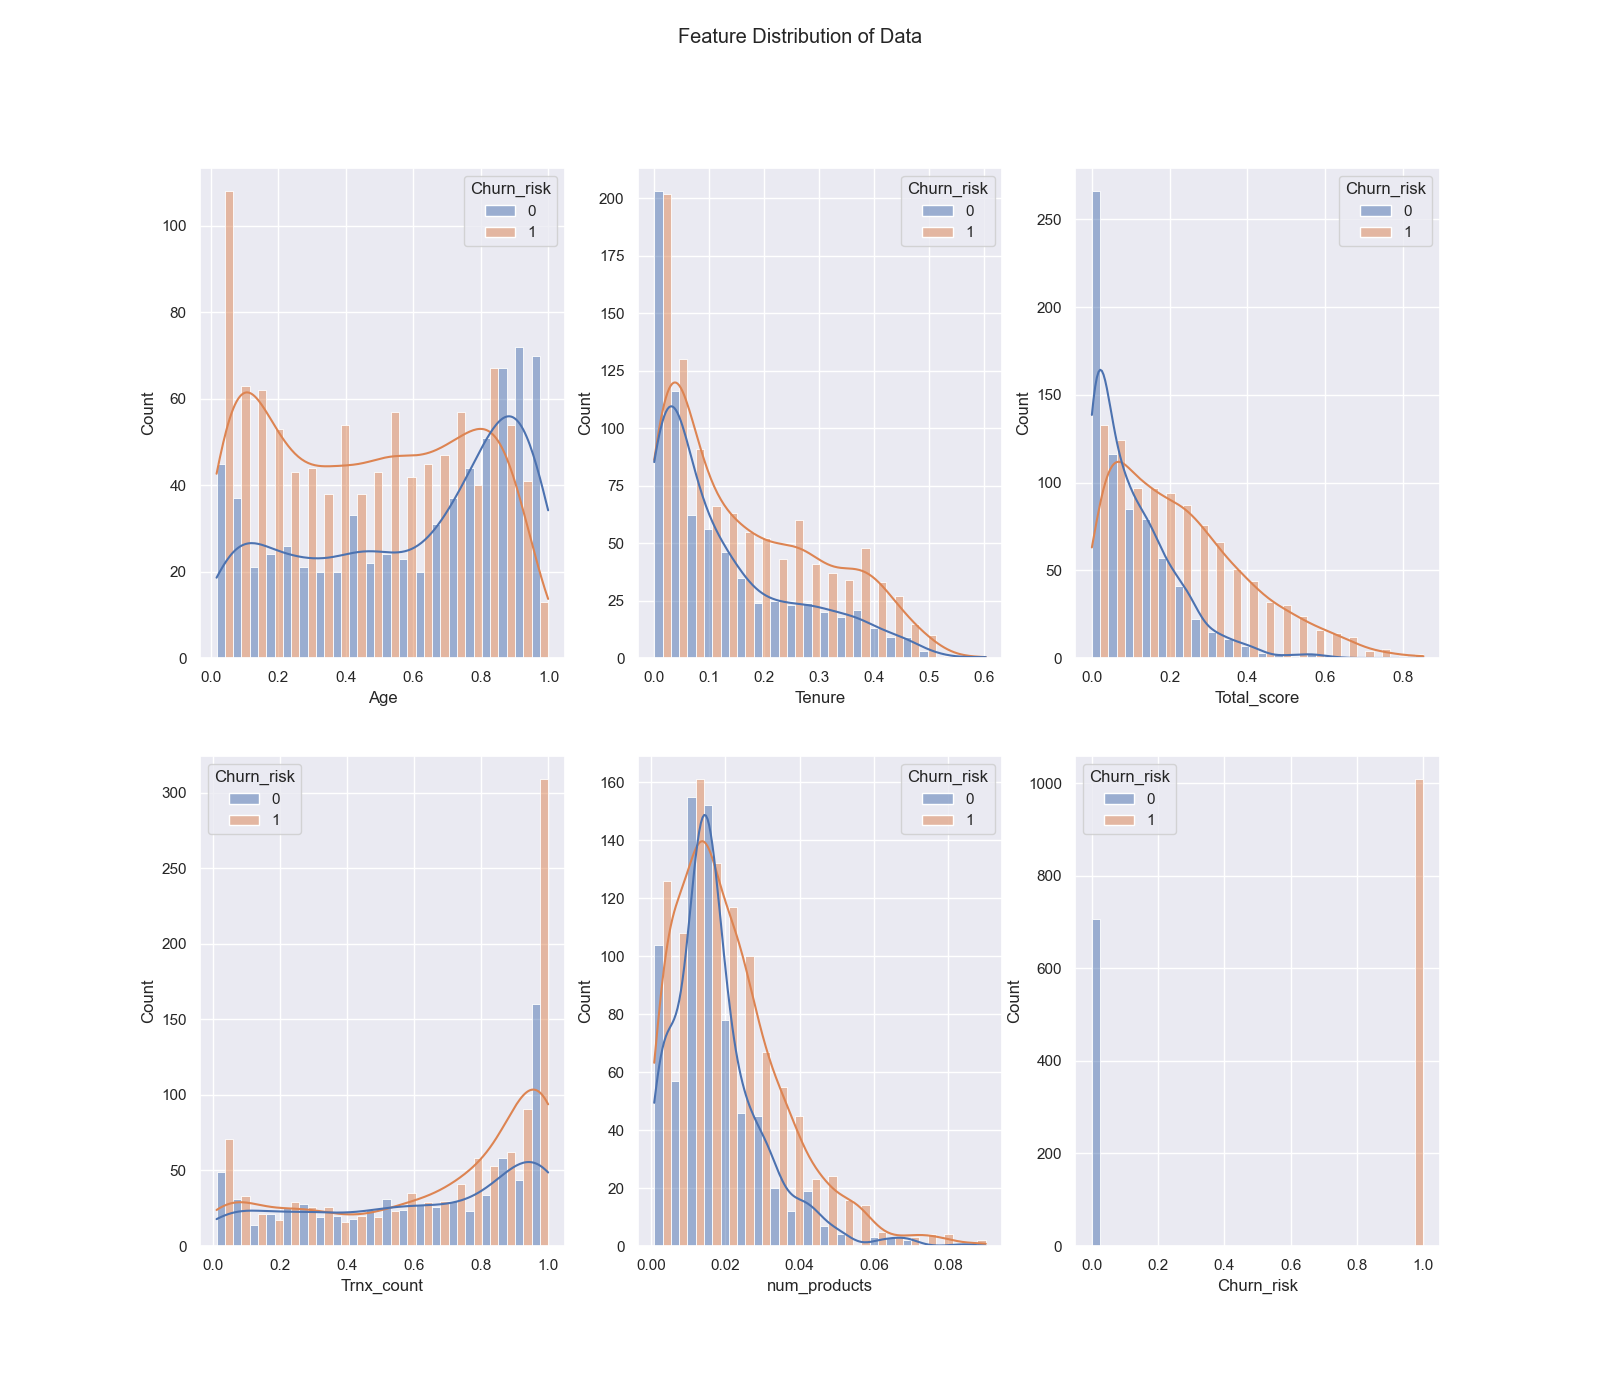 Feature Distribution of Data
Churn_risk
0
1
100
80
60
40
20
0
Count
0.0 0.2 0.4 0.6 0.8 1.0
Age
Churn_risk
0
1
200
175
150
125
100
75
50
25
0
Count
0.0 0.1 0.2 0.3 0.4 0.5 0.6
Tenure
Churn_risk
0
1
250
200
150
100
50
0
Count
0.0 0.2 0.4 0.6 0.8
Total_score
Churn_risk
0
1
300
250
200
150
100
50
0
Count
0.0 0.2 0.4 0.6 0.8 1.0
Trnx_count
Churn_risk
0
1
160
140
120
100
80
60
40
20
0
Count
0.00 0.02 0.04 0.06 0.08
num_products
Churn_risk
0
1
1000
800
600
400
200
0
Count
0.0 0.2 0.4 0.6 0.8 1.0
Churn_risk